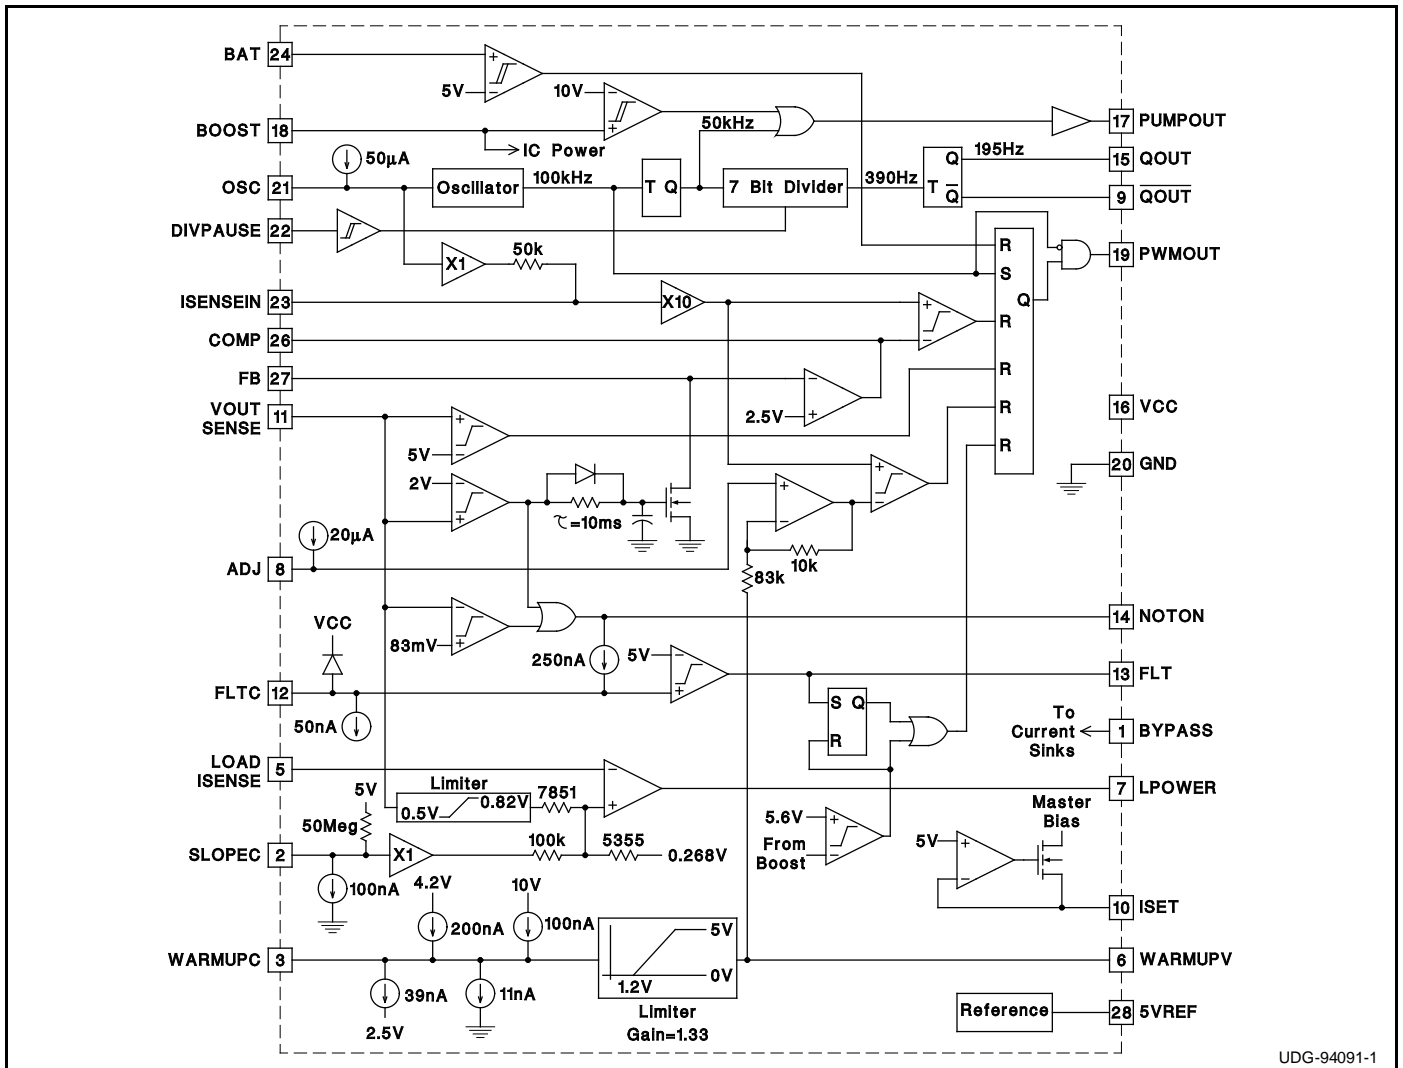 BAT 24
5V
10V
BOOST 18
50kHz
17 PUMPOUT
IC Power
50µA
195Hz
Q
15 QOUT
OSC 21
Oscillator
100kHz
T Q
7 Bit Divider
390Hz
T
Q
9 QOUT
DIVPAUSE 22
50k
X1
R
19 PWMOUT
S
ISENSEIN 23
X10
Q
COMP 26
R
FB 27
R
2.5V
VOUT
SENSE
11
R
16 VCC
5V
R
2V
20 GND
τ=10ms
20µA
10k
ADJ 8
83k
VCC
14 NOTON
83mV
250nA
5V
13 FLT
FLTC 12
50nA
S Q
R
To
Current
Sinks
1 BYPASS
LOAD
ISENSE
5
Limiter
0.5V
0.82V
7851
7 LPOWER
5V
50Meg
5.6V
From
Boost
Master
Bias
5V
SLOPEC 2
X1
100k
5355
0.268V
100nA
4.2V
10V
10 ISET
200nA
100nA
5V
0V
1.2V
WARMUPC 3
6 WARMUPV
39nA
11nA
2.5V
Limiter
Gain=1.33
Reference
28 5VREF
UDG-94091-1